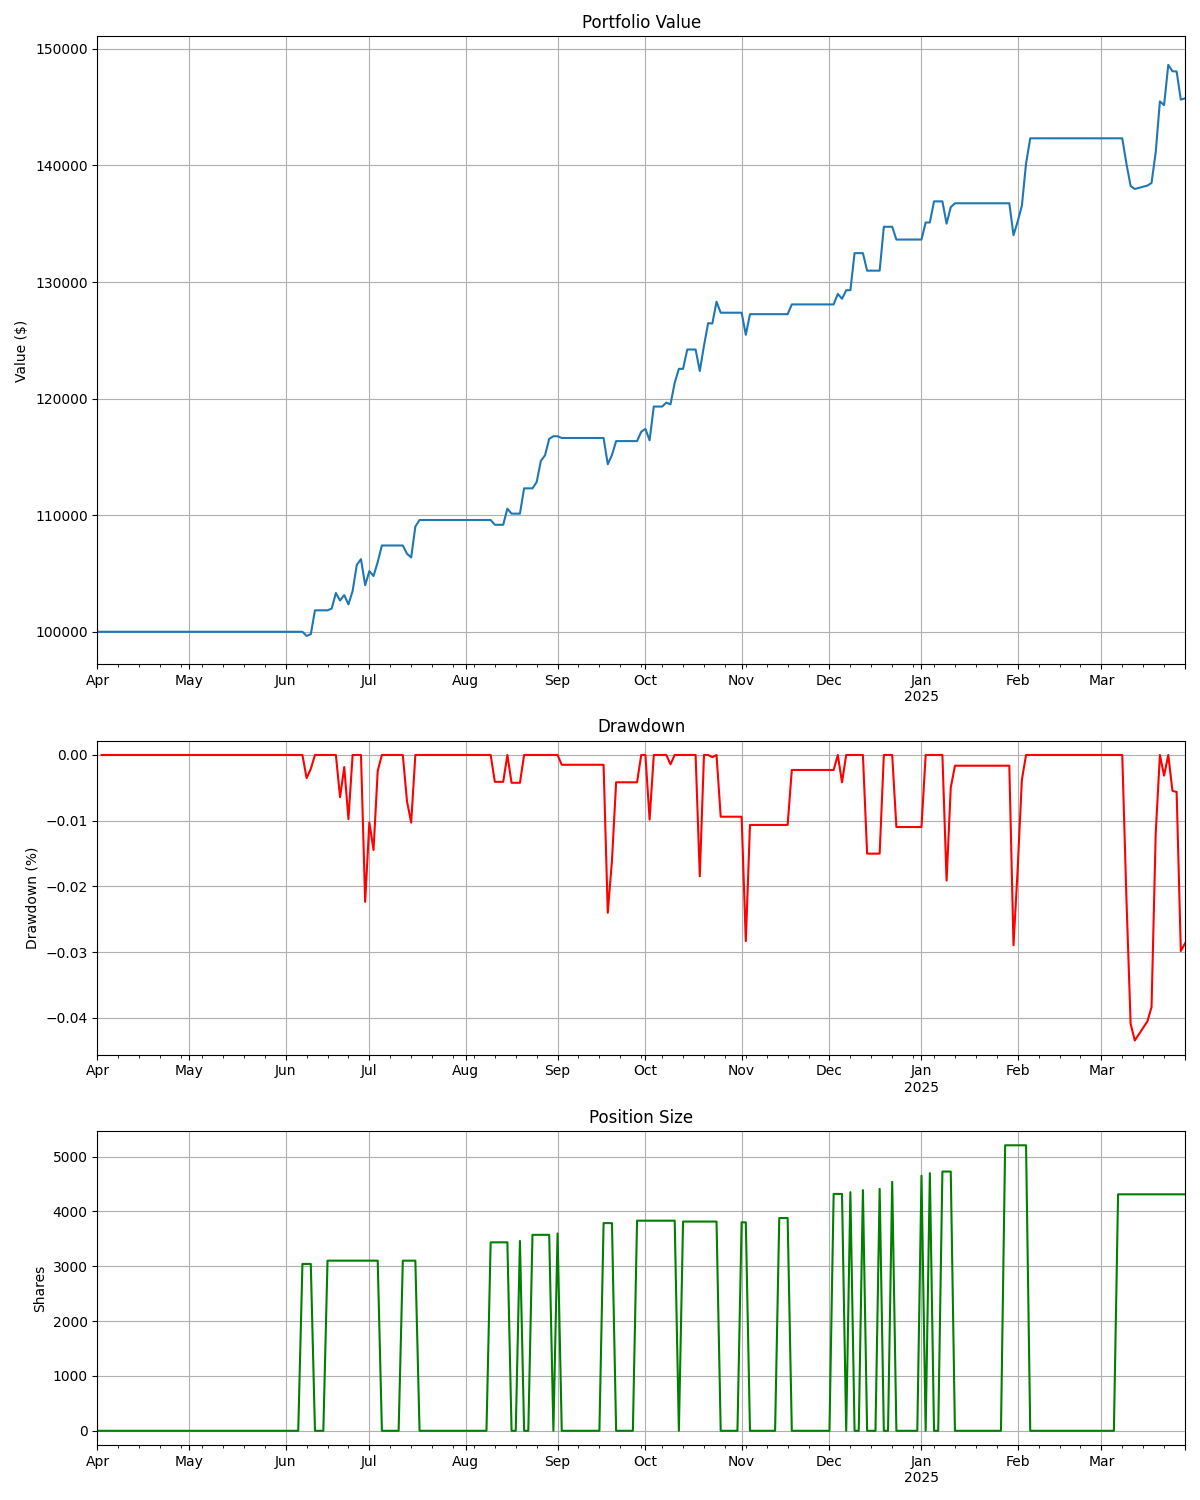 Portfolio Value
Value ($)
150000
140000
130000
120000
110000
100000
Apr May Jun Jul Aug Sep Oct Nov Dec Jan Feb Mar
2025
Drawdown
Drawdown (%)
0.00
−0.01
−0.02
−0.03
−0.04
Apr May Jun Jul Aug Sep Oct Nov Dec Jan Feb Mar
2025
Position Size
Shares
5000
4000
3000
2000
1000
0
Apr May Jun Jul Aug Sep Oct Nov Dec Jan Feb Mar
2025